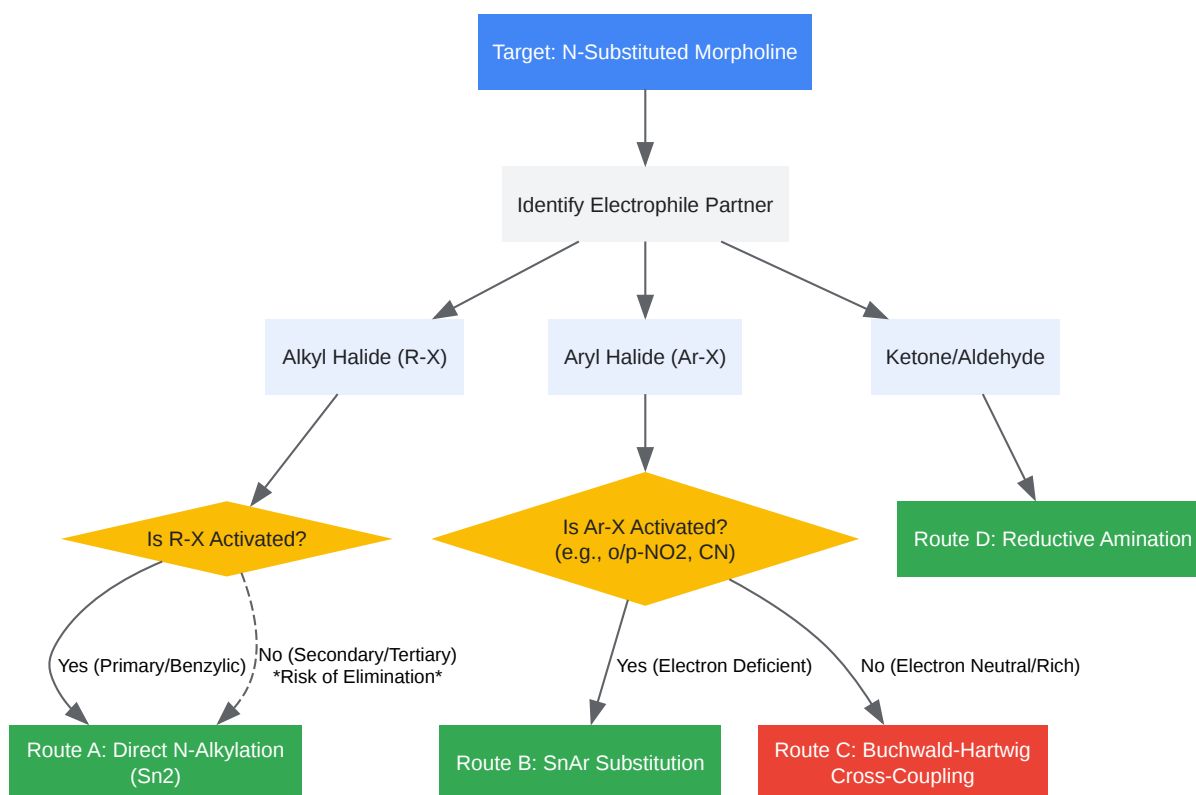 Target: N-Substituted Morpholine
Identify Electrophile Partner
Alkyl Halide (R-X)
Aryl Halide (Ar-X)
Ketone/Aldehyde
Is R-X Activated?
Is Ar-X Activated?
(e.g., o/p-NO2, CN)
Route D: Reductive Amination
Yes (Primary/Benzylic)
No (Secondary/Tertiary)
*Risk of Elimination*
Yes (Electron Deficient)
No (Electron Neutral/Rich)
Route A: Direct N-Alkylation
(Sn2)
Route B: SnAr Substitution
Route C: Buchwald-Hartwig
Cross-Coupling